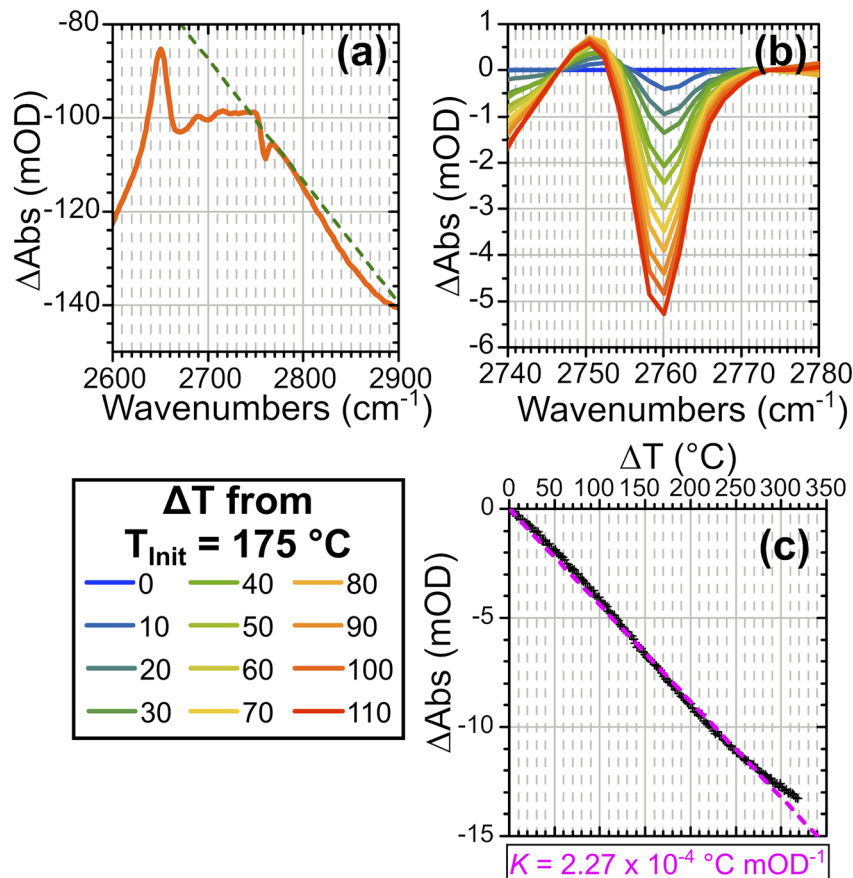 (a)
ΔAbs (mOD)
-80
-100
-120
-140
2600 2700 2800 2900
Wavenumbers (cm-1)
(b)
ΔAbs (mOD)
1
0
-1
-2
-3
-4
-5
-6
2740 2750 2760 2770 2780
Wavenumbers (cm-1)
ΔT from
TInit = 175 °C
0 40 80
10 50 90
20 60 100
30 70 110
ΔT (°C)
0 50 100 150 200 250 300 350
(c)
ΔAbs (mOD)
0
-5
-10
-15
K = 2.27 x 10-4 °C mOD-1